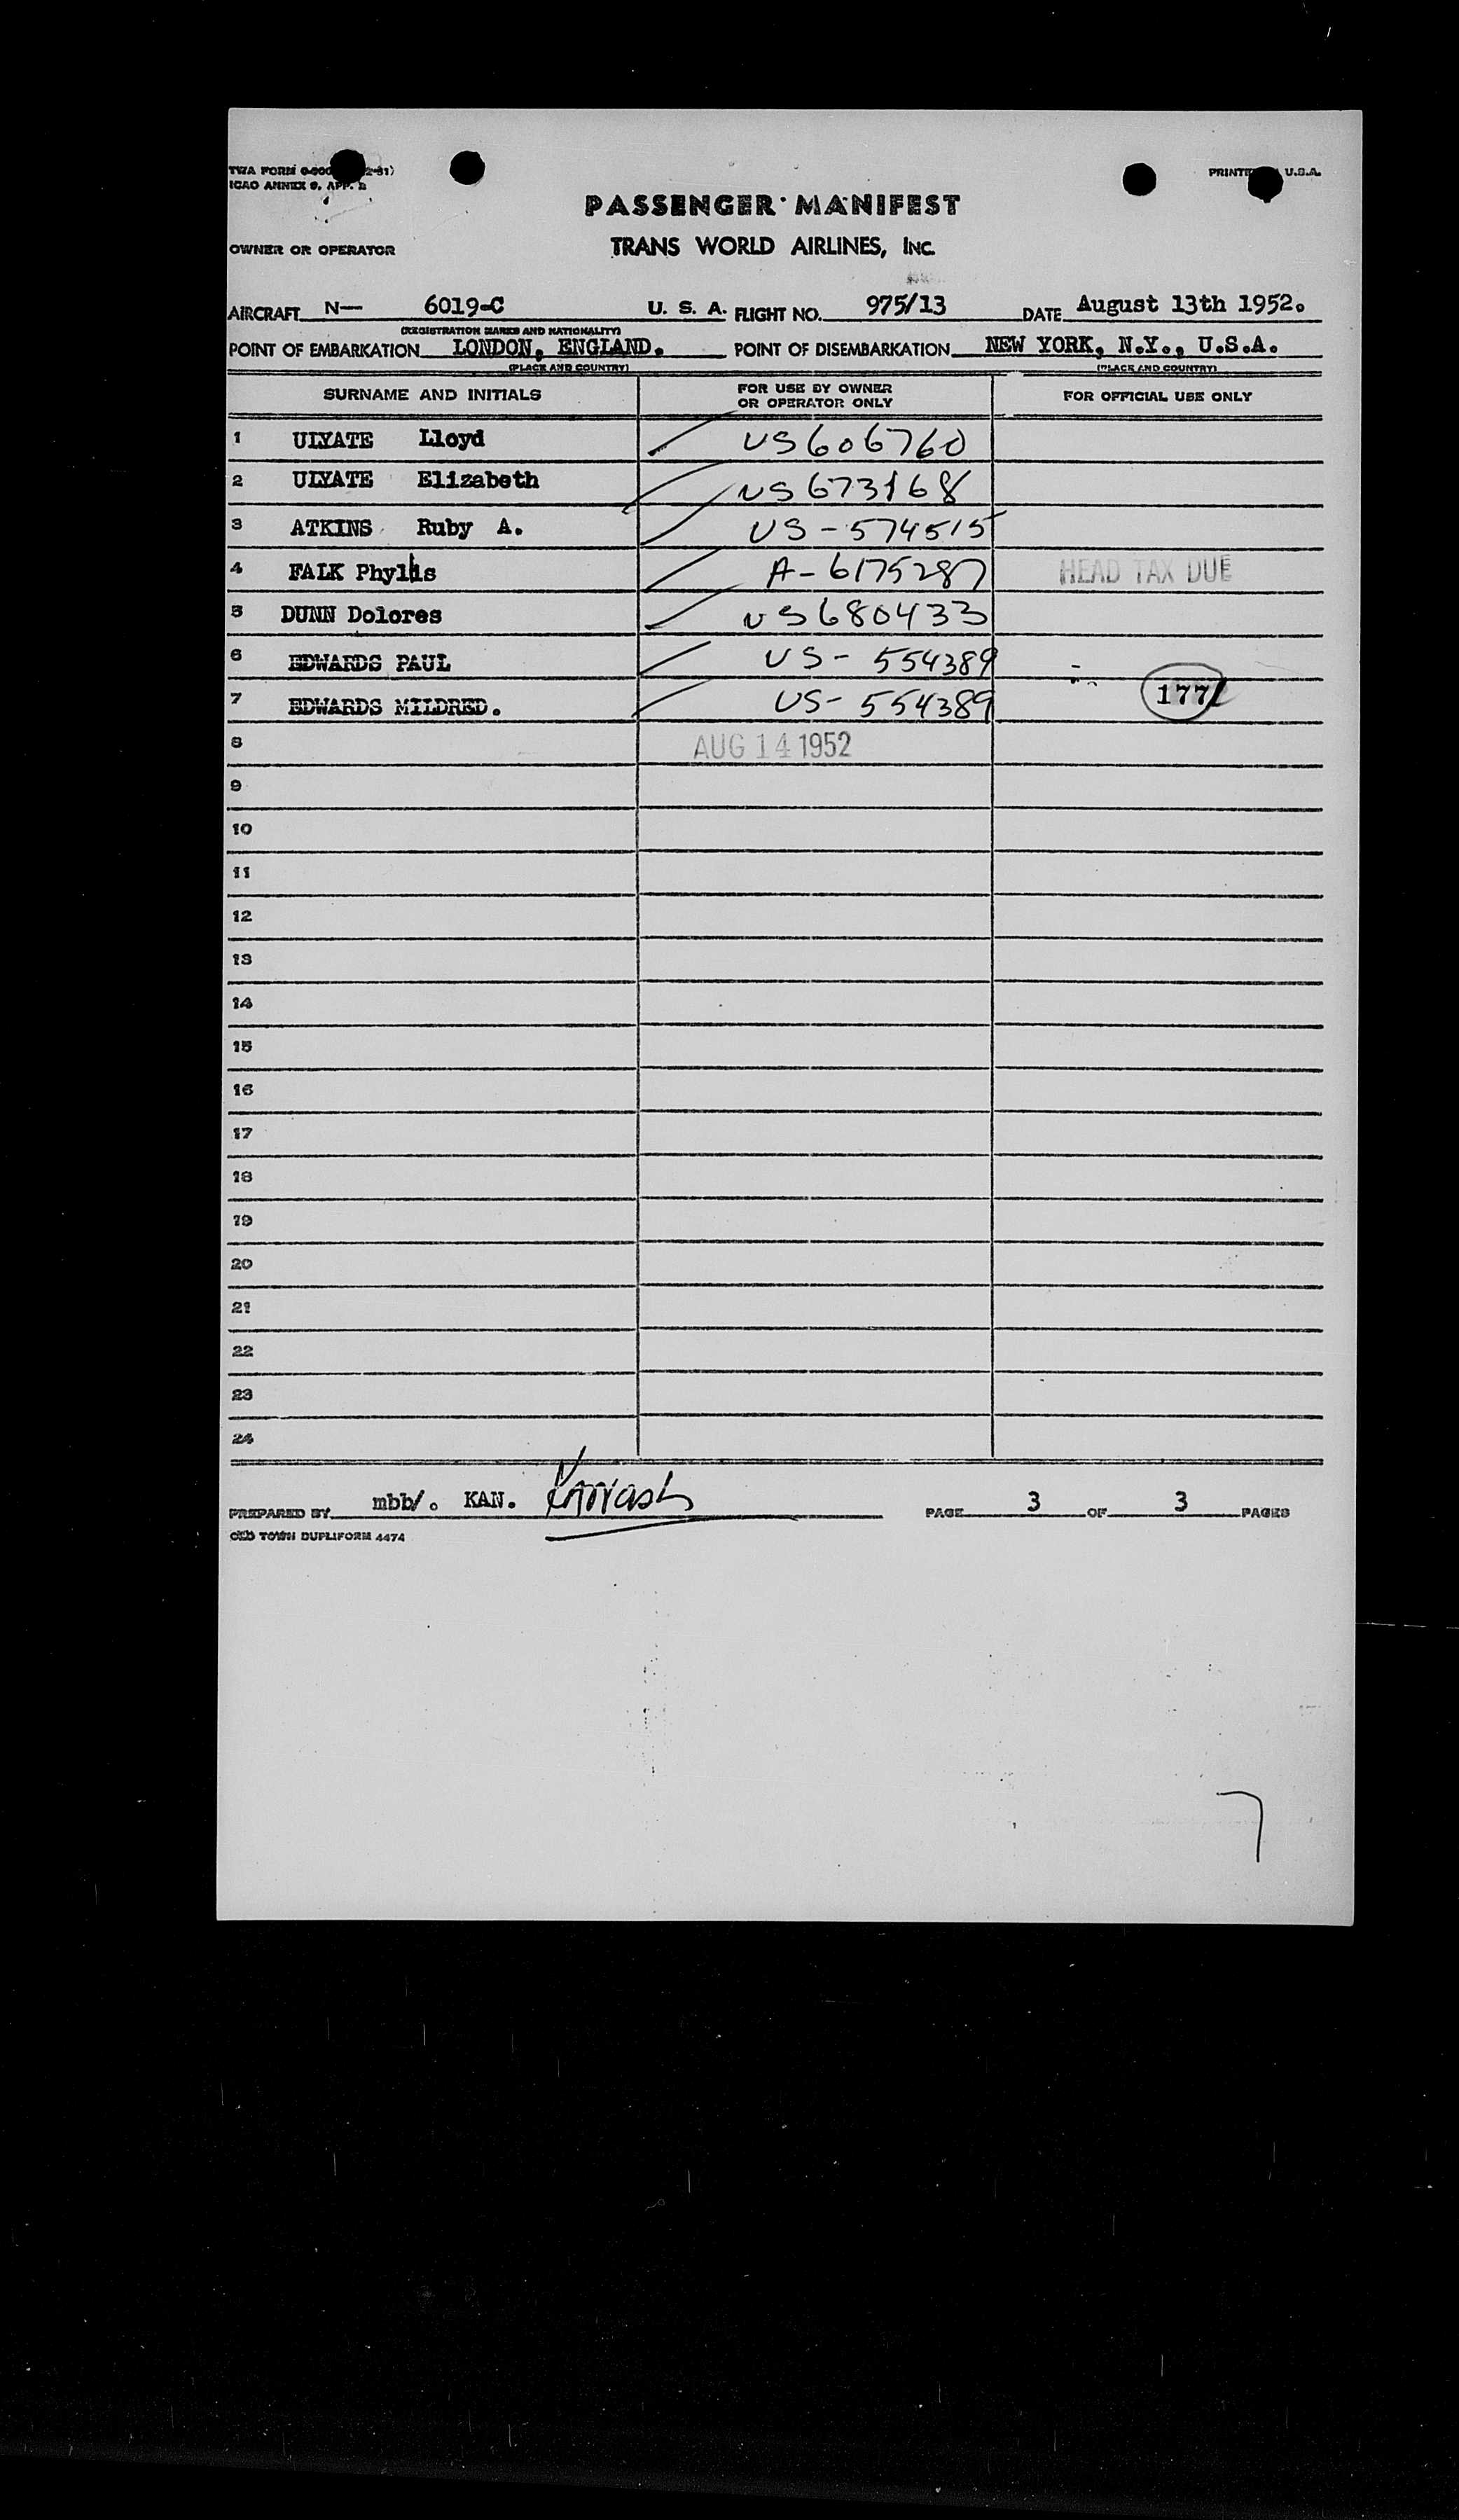 TWA FORM
ICAO ANNEX 9, APP. 2
PRINTED U.S.A.
PASSENGER MANIFEST
OWNER OR OPERATOR TRANS WORLD AIRLINES, INC.
AIRCRAFT N— 6019-C U. S. A. FLIGHT NO. 975/13 DATE August 13th 1952.
(REGISTRATION MARKS AND NATIONALITY)
POINT OF EMBARKATION LONDON, ENGLAND. POINT OF DISEMBARKATION NEW YORK, N.Y., U.S.A.
(PLACE AND COUNTRY) (PLACE AND COUNTRY)
SURNAME AND INITIALS FOR USE BY OWNER OR OPERATOR ONLY FOR OFFICIAL USE ONLY
1 ULYATE Lloyd US606760
2 ULYATE Elizabeth US673168
3 ATKINS Ruby A. US-574515
4 FALK Phyllis A-6175287 HEAD TAX DUE
5 DUNN Dolores US680433
6 EDWARDS PAUL US- 554389
7 EDWARDS MILDRED. US- 554389 177
8 AUG 14 1952
9
10
11
12
13
14
15
16
17
18
19
20
21
22
23
24
PREPARED BY mbb/. KAN. PAGE 3 OF 3 PAGES
OLD TOWN DUPLIFORM 4474
7